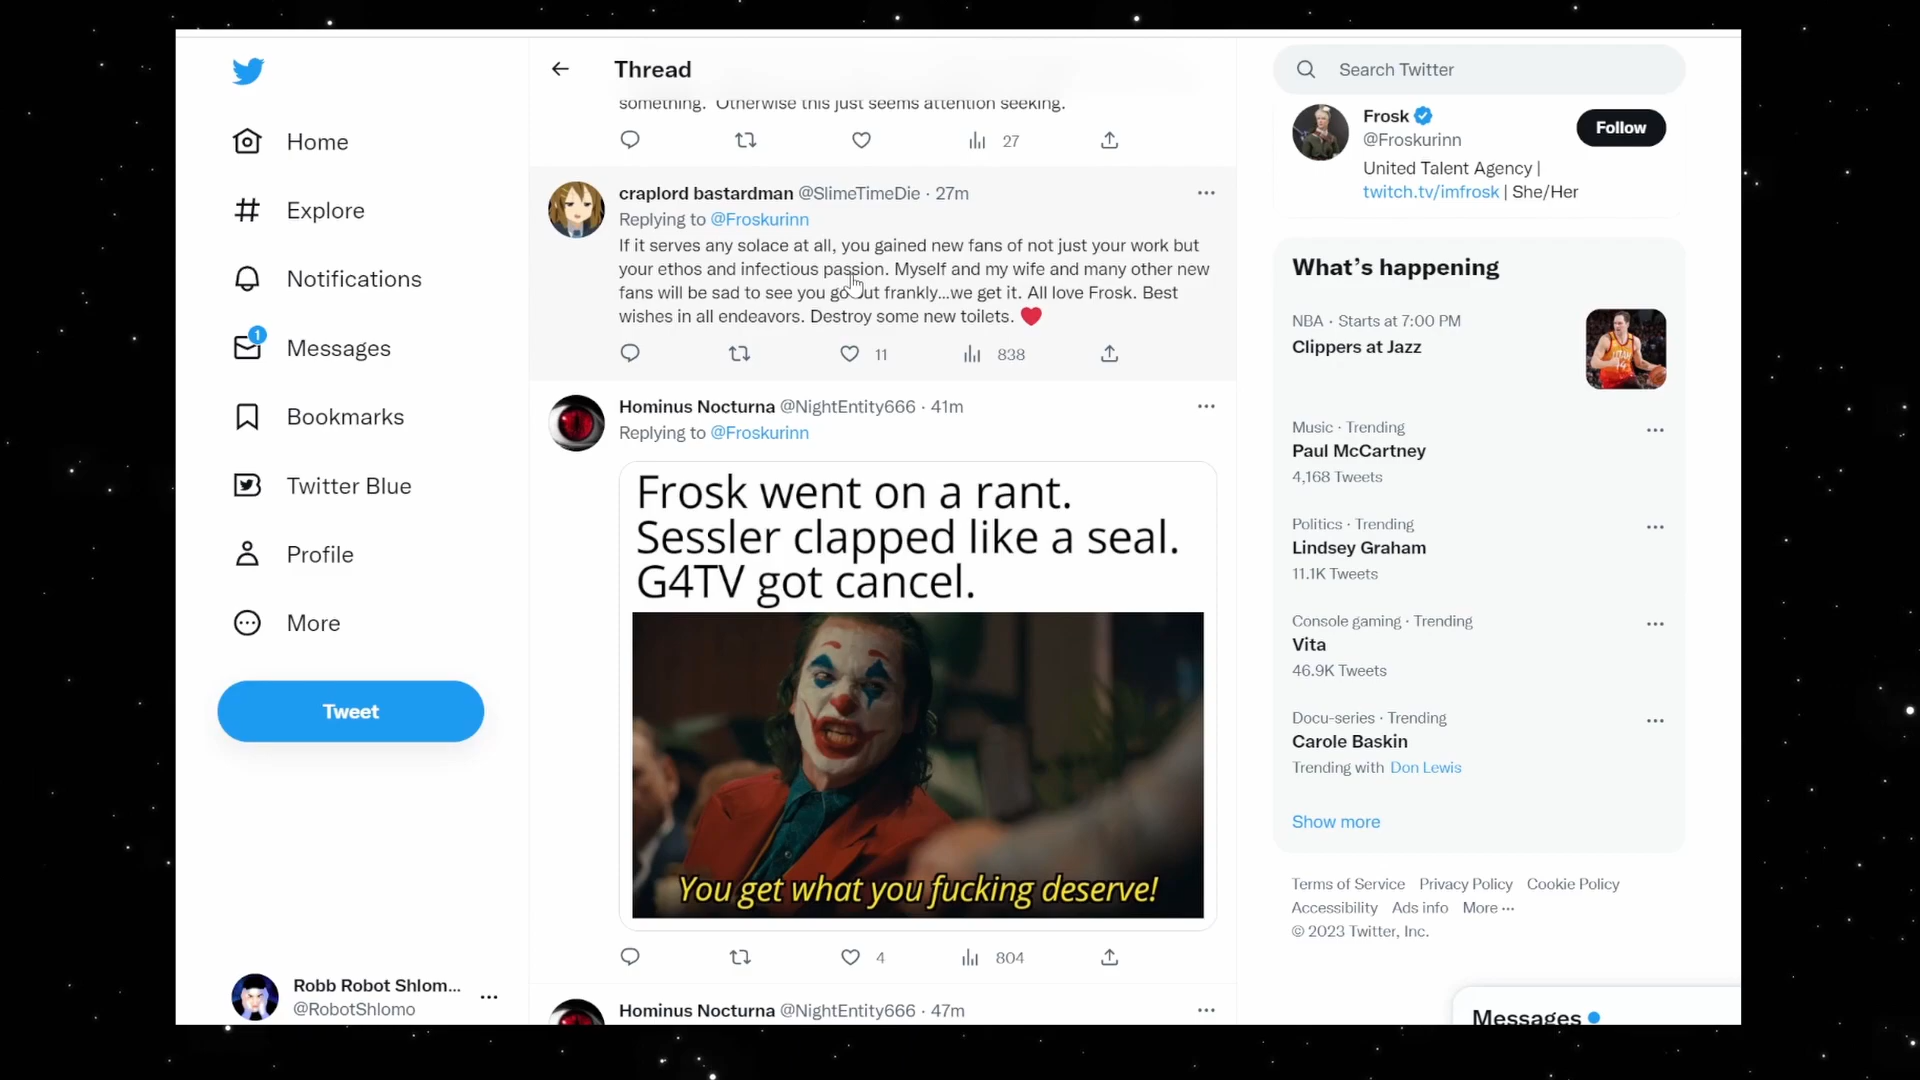 Home
Explore
Notifications
1
Messages
Bookmarks
Twitter Blue
Profile
More
Tweet
Robb Robot Shlom...
@RobotShlomo
Thread
something. Otherwise this just seems attention seeking.
27
craplord bastardman @SlimeTimeDie · 27m
Replying to @Froskurinn
If it serves any solace at all, you gained new fans of not just your work but
your ethos and infectious passion. Myself and my wife and many other new
fans will be sad to see you go but frankly...we get it. All love Frosk. Best
wishes in all endeavors. Destroy some new toilets. ❤️
11 838
Hominus Nocturna @NightEntity666 · 41m
Replying to @Froskurinn
Frosk went on a rant.
Sessler clapped like a seal.
G4TV got cancel.
You get what you fucking deserve!
4 804
Hominus Nocturna @NightEntity666 · 47m
Search Twitter
Frosk
@Froskurinn
Follow
United Talent Agency |
twitch.tv/imfrosk | She/Her
What's happening
NBA · Starts at 7:00 PM
Clippers at Jazz
Music · Trending
Paul McCartney
4,168 Tweets
Politics · Trending
Lindsey Graham
11.1K Tweets
Console gaming · Trending
Vita
46.9K Tweets
Docu-series · Trending
Carole Baskin
Trending with Don Lewis
Show more
Terms of Service Privacy Policy Cookie Policy
Accessibility Ads info More ···
© 2023 Twitter, Inc.
Messages